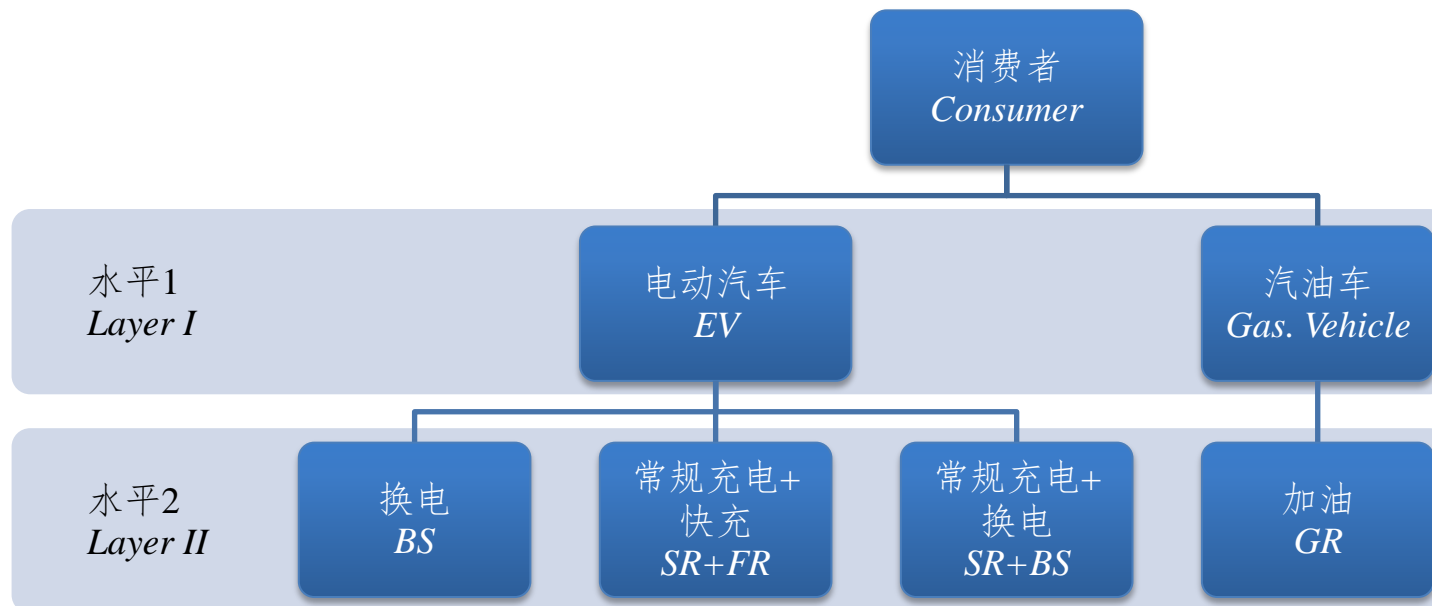 消费者
Consumer
水平1
Layer I
电动汽车
EV
汽油车
Gas. Vehicle
水平2
Layer II
换电
BS
常规充电+
快充
SR+FR
常规充电+
换电
SR+BS
加油
GR